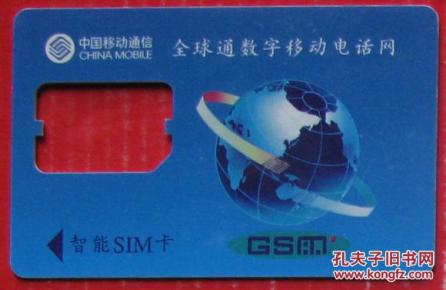 中国移动通信
CHINA MOBILE
全球通数字移动电话网
智能SIM卡
GSM
孔夫子旧书网
www.kongfz.com